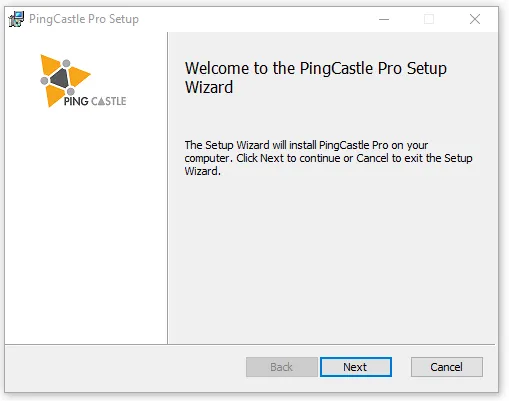 PingCastle Pro Setup
PING CASTLE
Welcome to the PingCastle Pro Setup
Wizard
The Setup Wizard will install PingCastle Pro on your
computer. Click Next to continue or Cancel to exit the Setup
Wizard.
Back
Next
Cancel